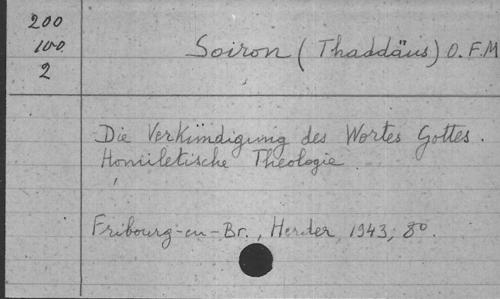 200
100
2
Soiron (Thaddäus) O.F.M
Die Verkündigung des Wortes Gottes.
Homiletische Theologie
Fribourg-en-Br., Herder, 1943; 8°.